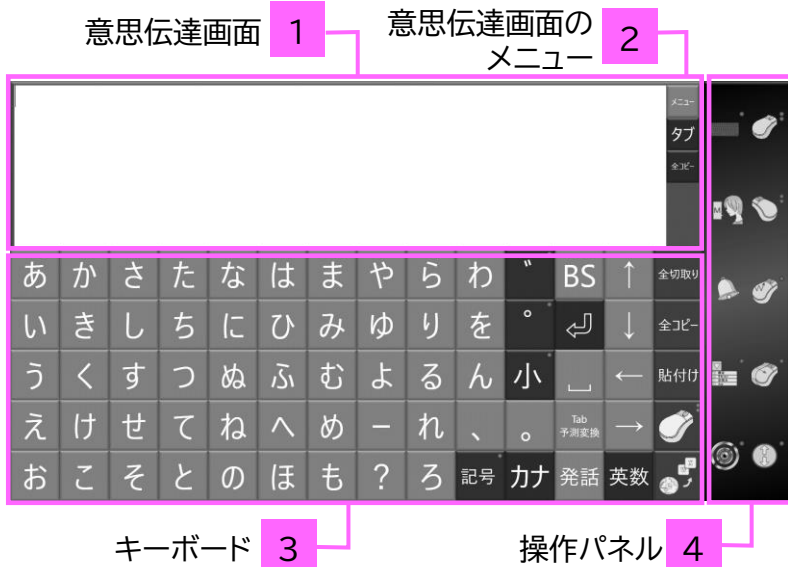 意思伝達画面 1
意思伝達画面の
メニュー 2
メニュー
タブ
全コピー
あ か さ た な は ま や ら わ ゛ BS ↑ 全切取り
い き し ち に ひ み ゆ り を ゜ ↓ 全コピー
う く す つ ぬ ふ む よ る ん 小 ← 貼付け
え け せ て ね へ め ー れ 、 。 Tab 予測変換 →
お こ そ と の ほ も ? ろ 記号 カナ 発話 英数
キーボード 3
操作パネル 4